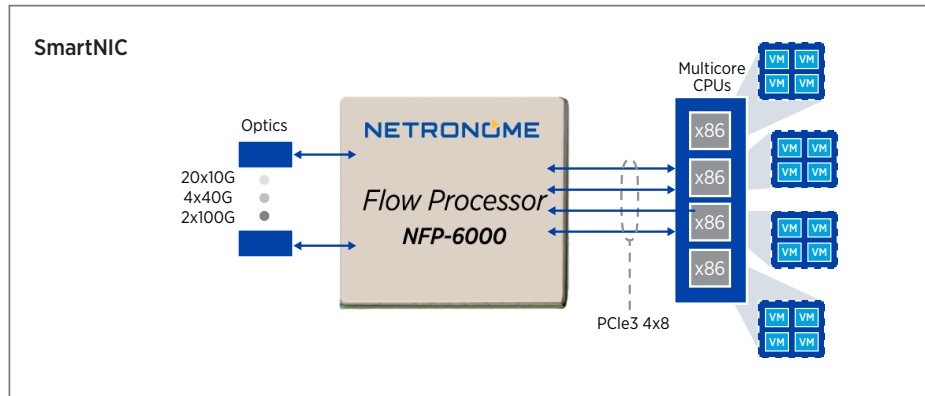 SmartNIC
Optics
20x10G
4x40G
2x100G
NETRONOME
Flow Processor
NFP-6000
PCIe3 4x8
Multicore
CPUs
x86
x86
x86
x86
VM VM
VM VM
VM VM
VM VM
VM VM
VM VM
VM VM
VM VM